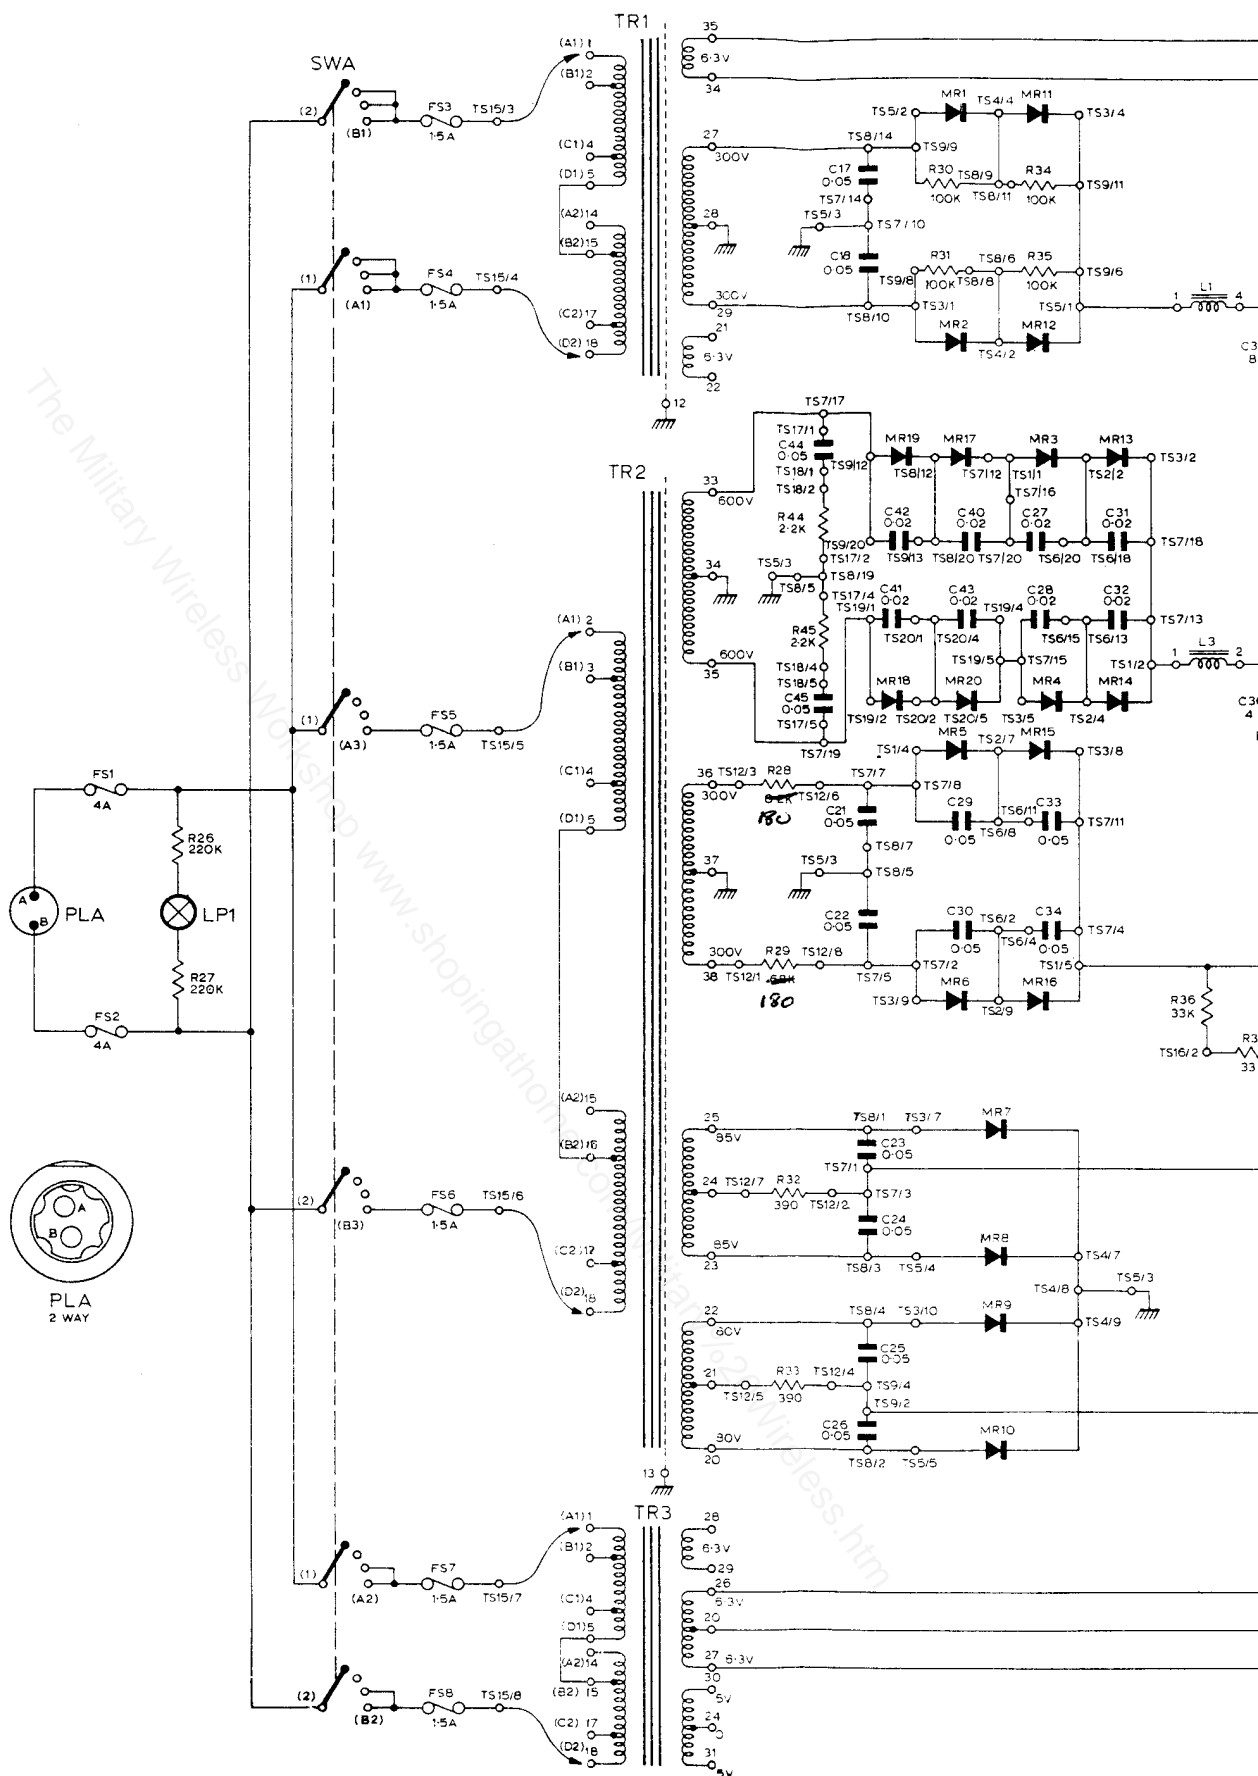 TR1
SWA
(A1) 1
(B1) 2
(C1) 4
(D1) 5
(A2) 14
(B2) 15
(C2) 17
(D2) 18
(2)
(B1)
FS3
1·5A
TS15/3
(1)
(A1)
FS4
1·5A
TS15/4
35
6·3V
34
27
300V
28
300V
29
21
6·3V
22
12
TS8/14
C17
0·05
TS7/14
TS5/3
TS7/10
C18
0·05
TS8/10
TS5/2
MR1
TS4/4
MR11
TS3/4
TS9/9
R30
100K
TS8/9
TS8/11
R34
100K
TS9/11
TS9/8
R31
100K
TS8/6
TS8/8
R35
100K
TS9/6
TS3/1
MR2
TS4/2
MR12
TS5/1
1
L1
4
C3
8
TR2
33
600V
34
600V
35
TS7/17
TS17/1
C44
0·05
TS18/1
TS18/2
R44
2·2K
TS17/2
TS5/3
TS8/5
TS8/19
TS17/4
R45
2·2K
TS18/4
TS18/5
C45
0·05
TS17/5
TS7/19
TS9/12
MR19
TS8/12
MR17
TS7/12
TS1/1
MR3
TS2/2
MR13
TS3/2
TS7/16
TS9/20
C42
0·02
TS9/13
C40
0·02
TS8/20
TS7/20
C27
0·02
TS6/20
C31
0·02
TS6/18
TS7/18
TS19/1
C41
0·02
TS20/1
C43
0·02
TS20/4
TS19/4
C28
0·02
TS6/15
C32
0·02
TS6/13
TS7/13
TS19/5
TS7/15
TS1/2
1
L3
2
MR18
TS19/2
TS20/2
MR20
TS20/5
TS3/5
MR4
TS2/4
MR14
4
(A1) 2
(B1) 3
(C1) 4
(D1) 5
(1)
(A3)
FS5
1·5A
TS15/5
36
TS12/3
300V
R28
180
TS12/6
TS7/7
C21
0·05
TS8/7
37
TS5/3
TS8/5
C22
0·05
300V
38
TS12/1
R29
180
TS12/8
TS7/5
TS1/4
MR5
TS2/7
MR15
TS3/8
TS7/8
C29
0·05
TS6/11
TS6/8
C33
0·05
TS7/11
C30
0·05
TS6/2
TS6/4
C34
0·05
TS7/4
TS7/2
TS1/5
TS3/9
MR6
TS2/9
MR16
R36
33K
TS16/2
R3
33
FS1
4A
R26
220K
A
B
PLA
LP1
R27
220K
FS2
4A
(A2) 15
(B2) 16
(C2) 17
(D2) 18
(2)
(B3)
FS6
1·5A
TS15/6
A
B
PLA
2 WAY
25
85V
24
TS12/7
R32
390
TS12/2
85V
23
TS8/1
TS3/7
MR7
C23
0·05
TS7/1
TS7/3
C24
0·05
TS8/3
TS5/4
MR8
TS4/7
TS4/8
TS5/3
TS4/9
22
80V
21
TS12/5
R33
390
TS12/4
80V
20
TS8/4
TS3/10
MR9
C25
0·05
TS9/4
TS9/2
C26
0·05
TS8/2
TS5/5
MR10
13
TR3
(A1) 1
(B1) 2
(C1) 4
(D1) 5
(A2) 14
(B2) 15
(C2) 17
(D2) 18
(1)
(A2)
FS7
1·5A
TS15/7
(2)
(B2)
FS8
1·5A
TS15/8
28
6·3V
29
26
6·3V
20
27
6·3V
30
5V
24
0
31
5V
The Military Wireless Workshop www.shopingathome.com/Military%20Wireless.htm